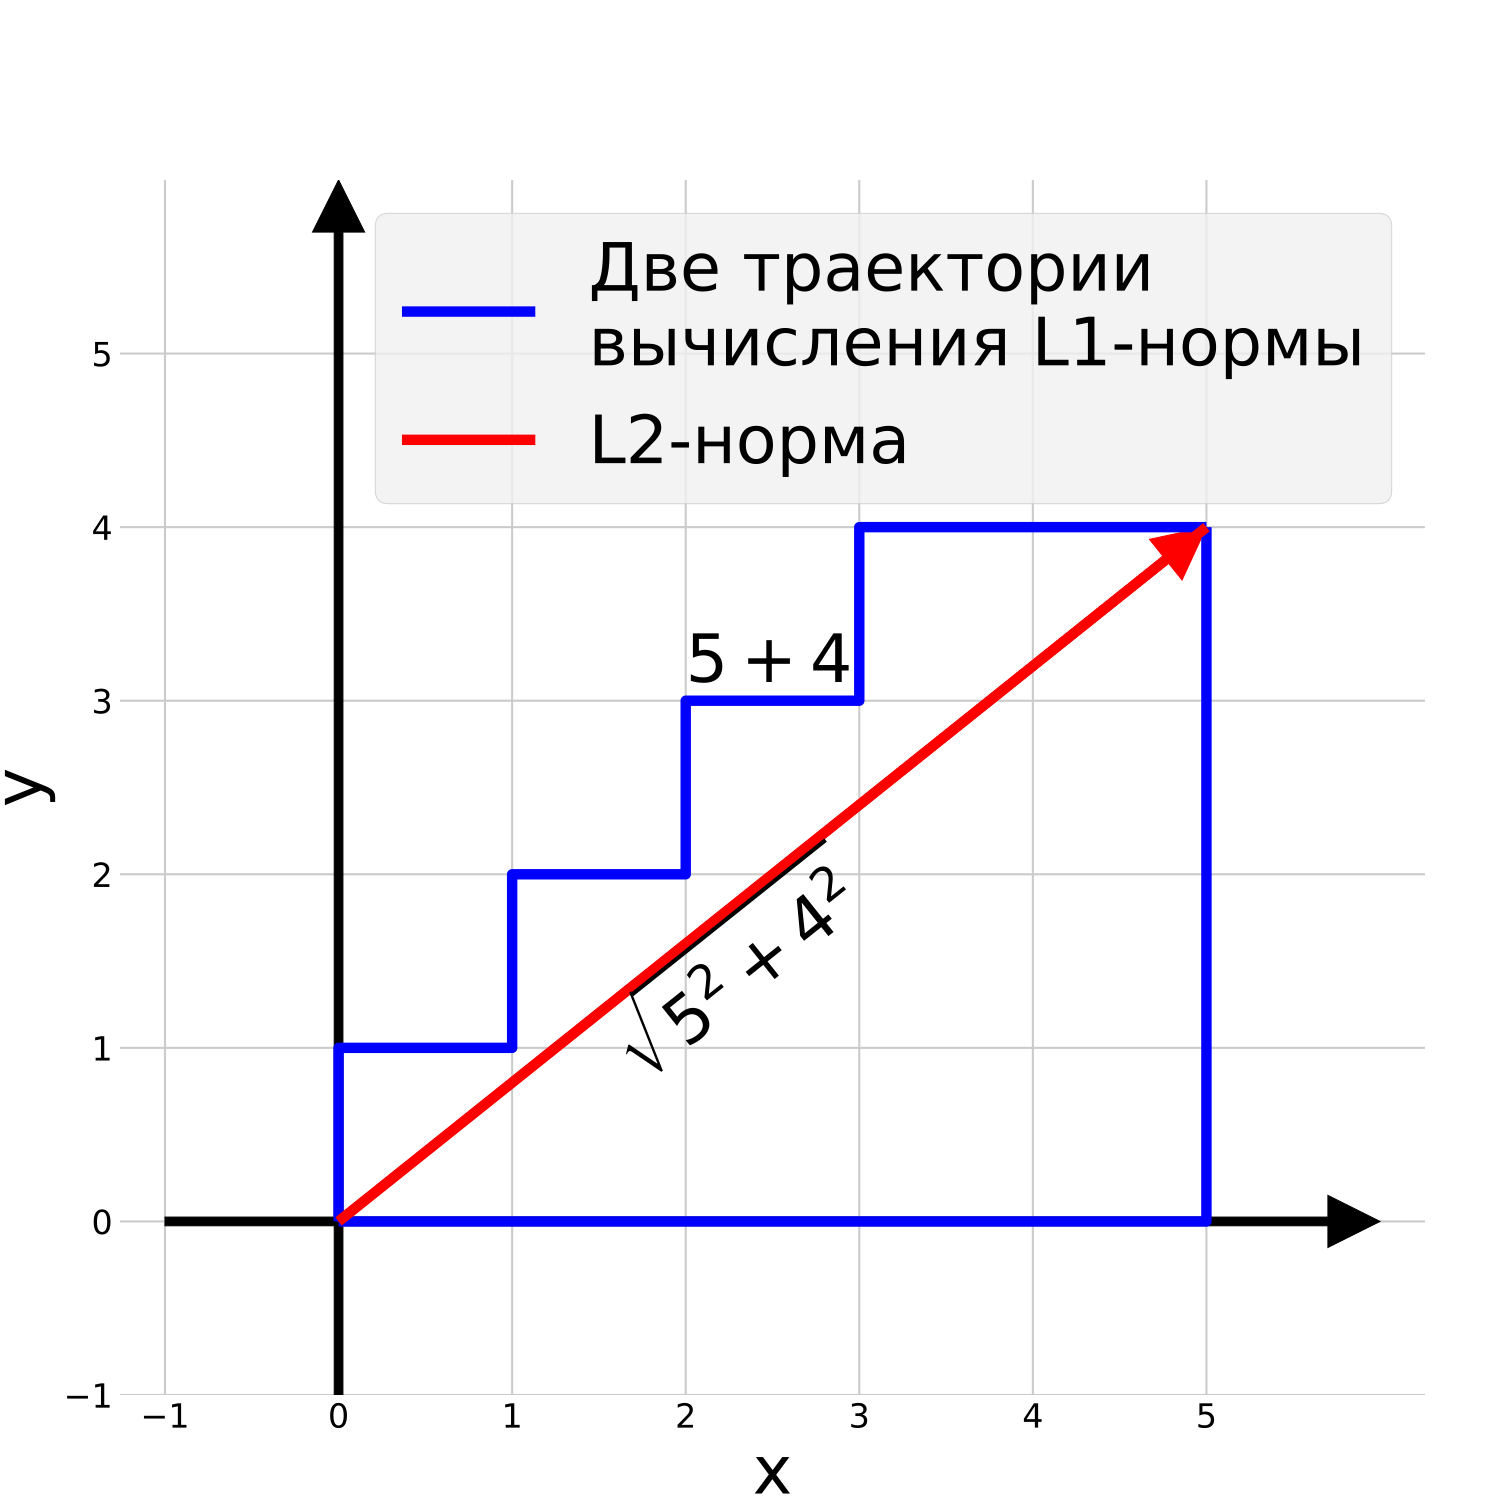 Две траектории
вычисления L1-нормы
L2-норма
5
4
5 + 4
3
y
2
√5² + 4²
1
0
−1
−1 0 1 2 3 4 5
x